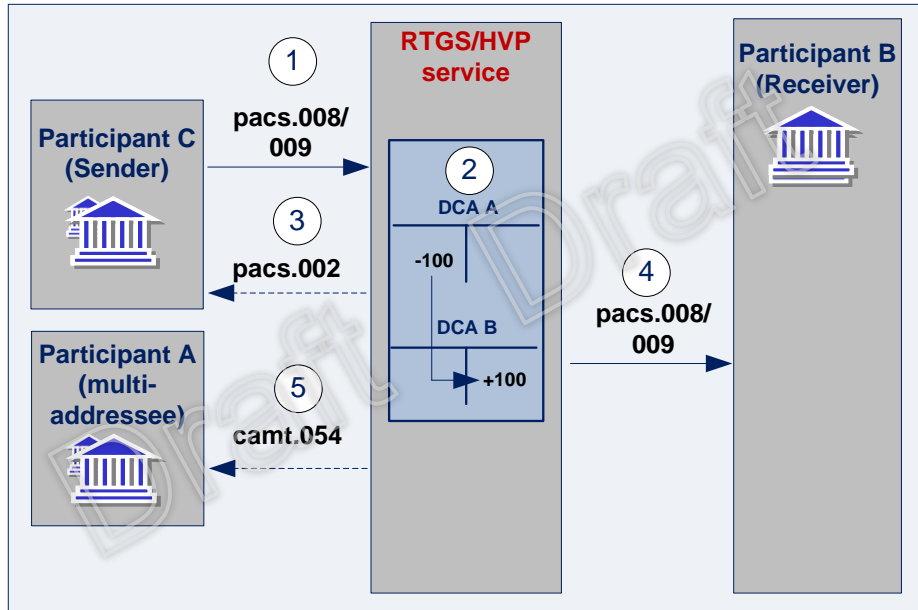 RTGS/HVP
service
Participant B
(Receiver)
1
pacs.008/
009
Participant C
(Sender)
2
DCA A
-100
3
pacs.002
DCA B
+100
4
pacs.008/
009
Participant A
(multi-
addressee)
5
camt.054
Draft
Draft